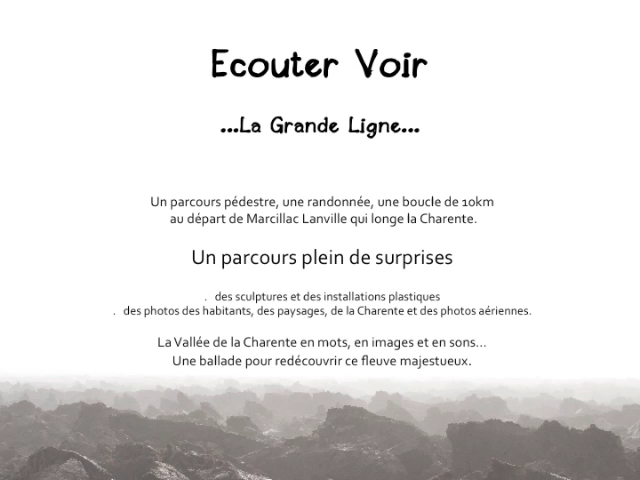 Ecouter Voir
...La Grande Ligne...
Un parcours pédestre, une randonnée, une boucle de 10km
au départ de Marcillac Lanville qui longe la Charente.
Un parcours plein de surprises
. des sculptures et des installations plastiques
. des photos des habitants, des paysages, de la Charente et des photos aériennes.
La Vallée de la Charente en mots, en images et en sons...
Une ballade pour redécouvrir ce fleuve majestueux.